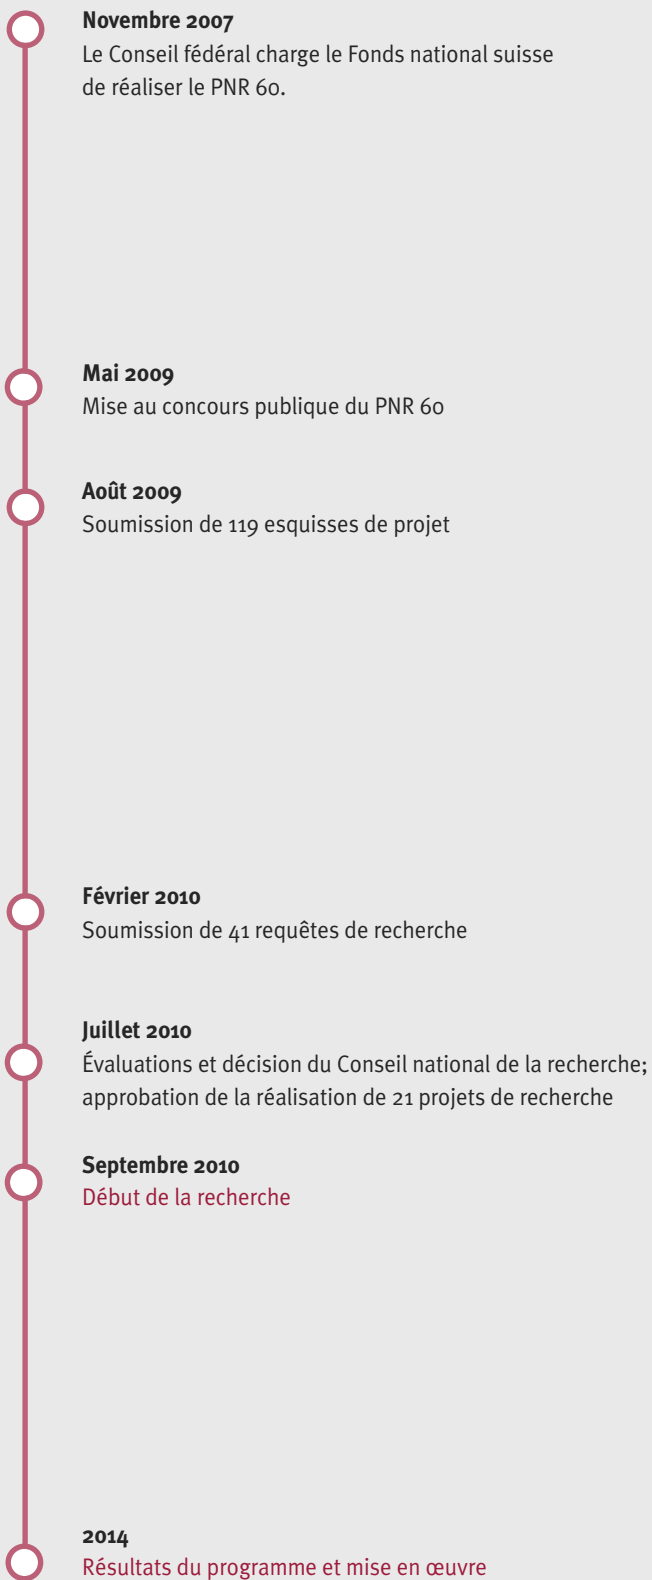 Novembre 2007
Le Conseil fédéral charge le Fonds national suisse
de réaliser le PNR 60.
Mai 2009
Mise au concours publique du PNR 60
Août 2009
Soumission de 119 esquisses de projet
Février 2010
Soumission de 41 requêtes de recherche
Juillet 2010
Évaluations et décision du Conseil national de la recherche;
approbation de la réalisation de 21 projets de recherche
Septembre 2010
Début de la recherche
2014
Résultats du programme et mise en œuvre